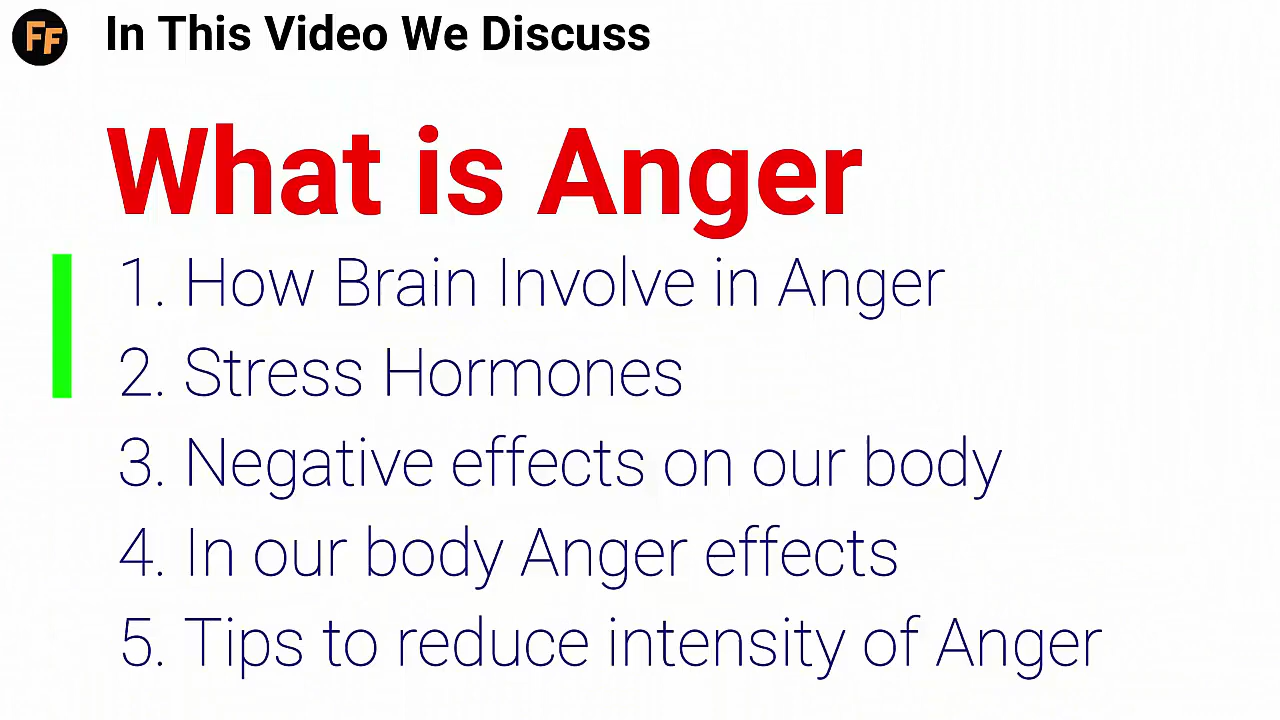 FF In This Video We Discuss
What is Anger
1. How Brain Involve in Anger
2. Stress Hormones
3. Negative effects on our body
4. In our body Anger effects
5. Tips to reduce intensity of Anger